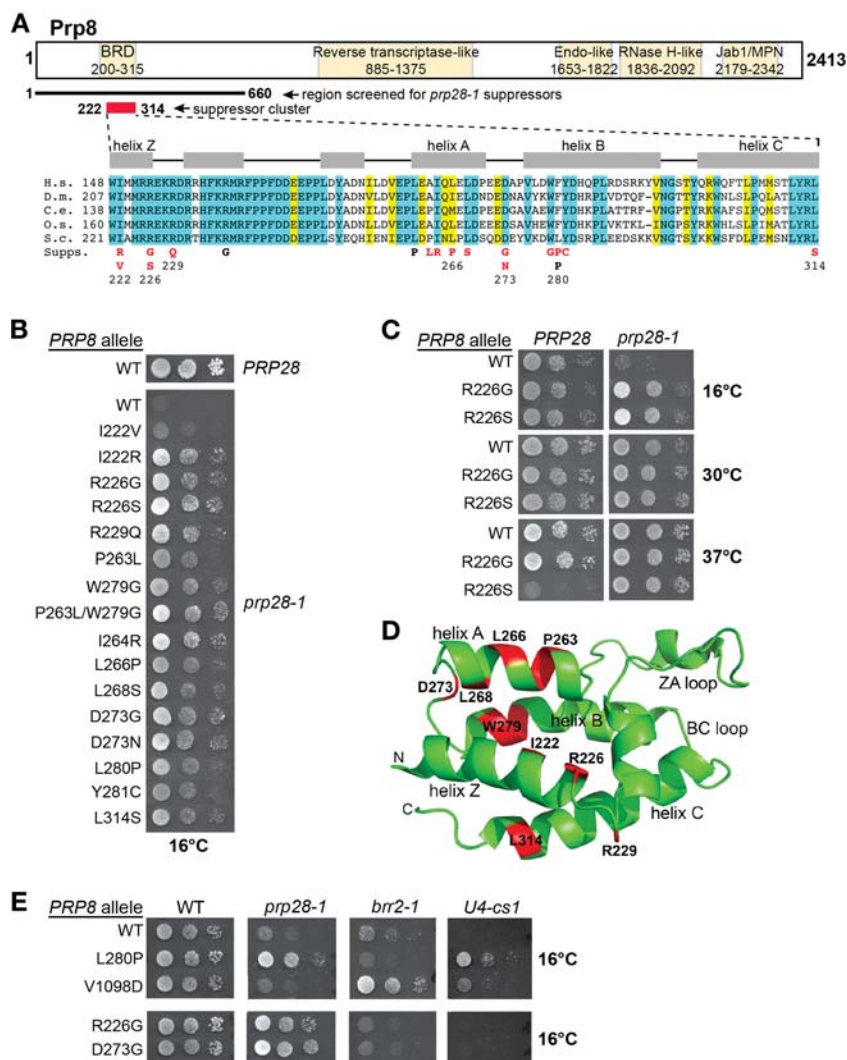 A
Prp8
1 BRD 200-315 Reverse transcriptase-like 885-1375 Endo-like 1653-1822 RNase H-like 1836-2092 Jab1/MPN 2179-2342 2413
1 660 region screened for prp28-1 suppressors
222 314 suppressor cluster
helix Z helix A helix B helix C
H.s. 148 WIMMRREKRDRRHFKRMRFPPFDDEEPPLDYADNILDVEPLEAIQLELDPEEDAPVLDWFYDHQPLRDSRKYVNGSTYQRWQFTLPMMSTLYRL
D.m. 207
C.e. 138
O.s. 160
S.c. 221
Supps. R G Q G P LR P S G GPC S
V S 229 266 N P 314
222 226 273 280
B
PRP8 allele
WT PRP28
WT
I222V
I222R
R226G
R226S
R229Q
P263L
W279G
P263L/W279G
prp28-1
I264R
L266P
L268S
D273G
D273N
L280P
Y281C
L314S
16°C
C
PRP8 allele PRP28 prp28-1
WT
R226G 16°C
R226S
WT
R226G 30°C
R226S
WT
R226G 37°C
R226S
D
helix A L266 P263
ZA loop
D273 L268
helix B BC loop
W279
I222
R226
N
helix Z
helix C
C
L314
R229
E
PRP8 allele WT prp28-1 brr2-1 U4-cs1
WT
L280P 16°C
V1098D
R226G 16°C
D273G